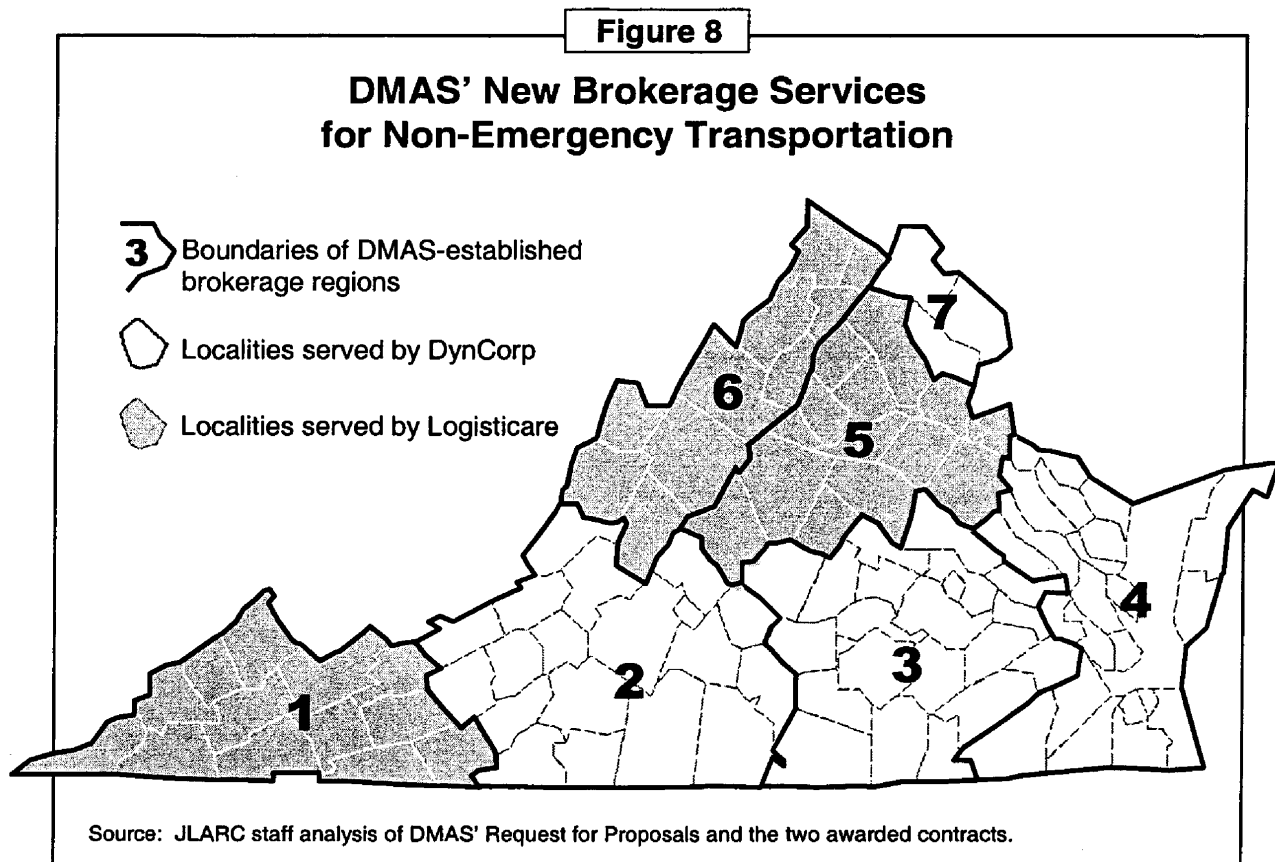 Figure 8
DMAS' New Brokerage Services
for Non-Emergency Transportation
3 Boundaries of DMAS-established
brokerage regions
Localities served by DynCorp
Localities served by Logisticare
7
6
5
4
3
2
1
Source: JLARC staff analysis of DMAS' Request for Proposals and the two awarded contracts.